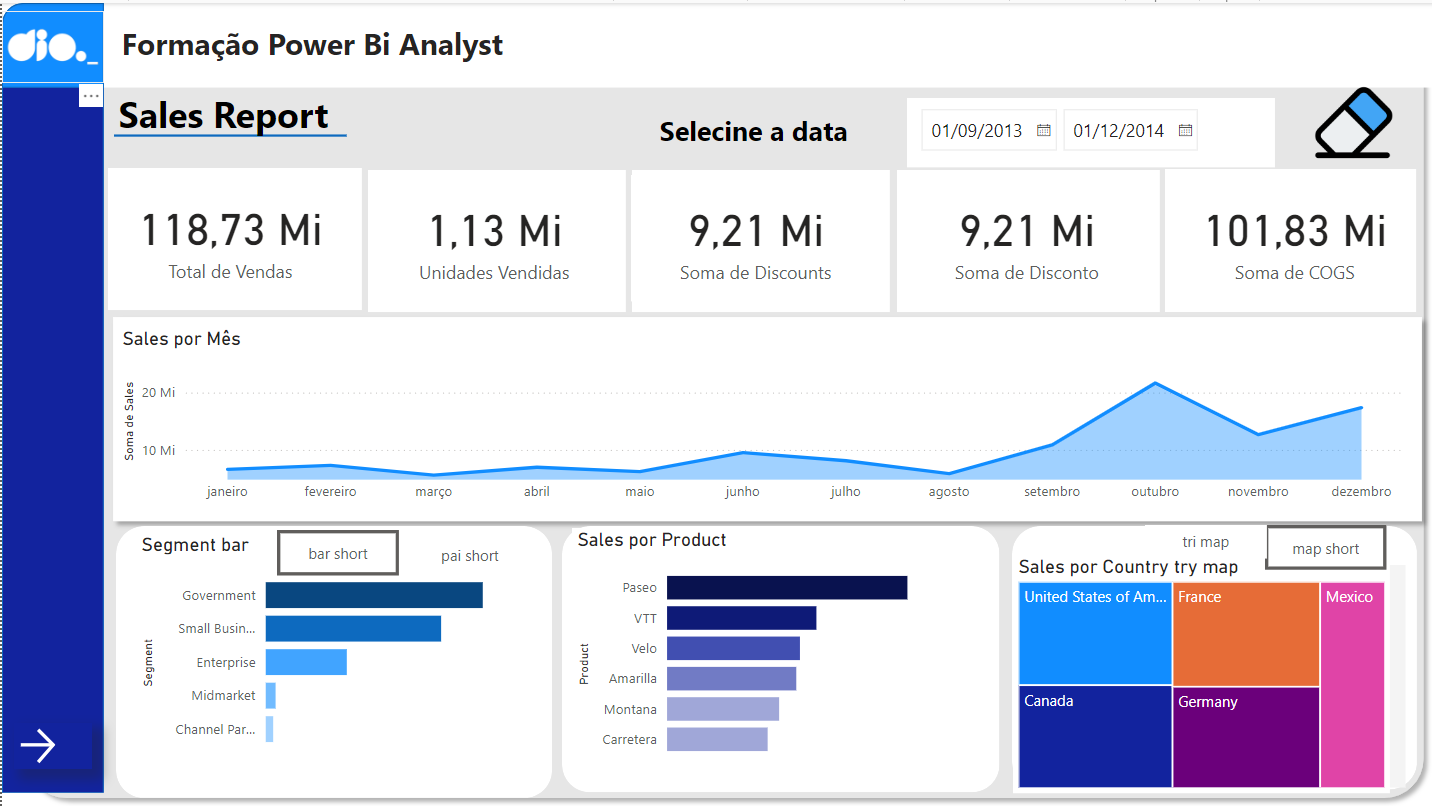 dio._
Formação Power Bi Analyst
...
Sales Report
Selecine a data
01/09/2013
01/12/2014
118,73 Mi
Total de Vendas
1,13 Mi
Unidades Vendidas
9,21 Mi
Soma de Discounts
9,21 Mi
Soma de Disconto
101,83 Mi
Soma de COGS
Sales por Mês
Soma de Sales
20 Mi
10 Mi
janeiro
fevereiro
março
abril
maio
junho
julho
agosto
setembro
outubro
novembro
dezembro
Segment bar
bar short
pai short
Segment
Government
Small Busin...
Enterprise
Midmarket
Channel Par...
Sales por Product
Product
Paseo
VTT
Velo
Amarilla
Montana
Carretera
tri map
map short
Sales por Country try map
United States of Am...
France
Mexico
Canada
Germany